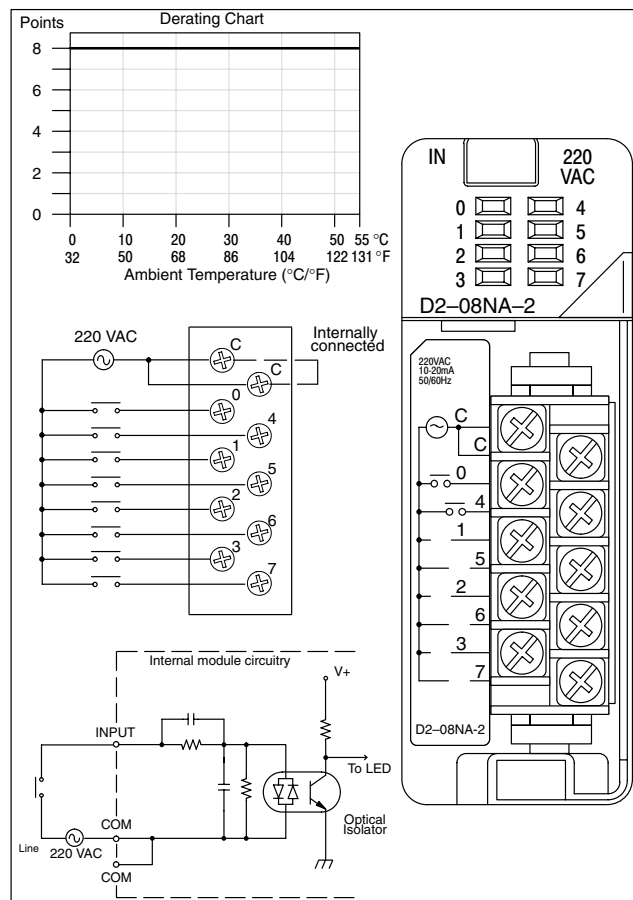 Points
Derating Chart
8
6
4
2
0
0 10 20 30 40 50 55 °C
32 50 68 86 104 122 131 °F
Ambient Temperature (°C/°F)
220 VAC
Internally
connected
C
C
0
4
1
5
2
6
3
7
Internal module circuitry
V+
INPUT
To LED
Optical
Isolator
COM
Line
220 VAC
COM
IN
220
VAC
0 4
1 5
2 6
3 7
D2–08NA–2
220VAC
10-20mA
50/60Hz
C
C
0
4
1
5
2
6
3
7
D2–08NA-2